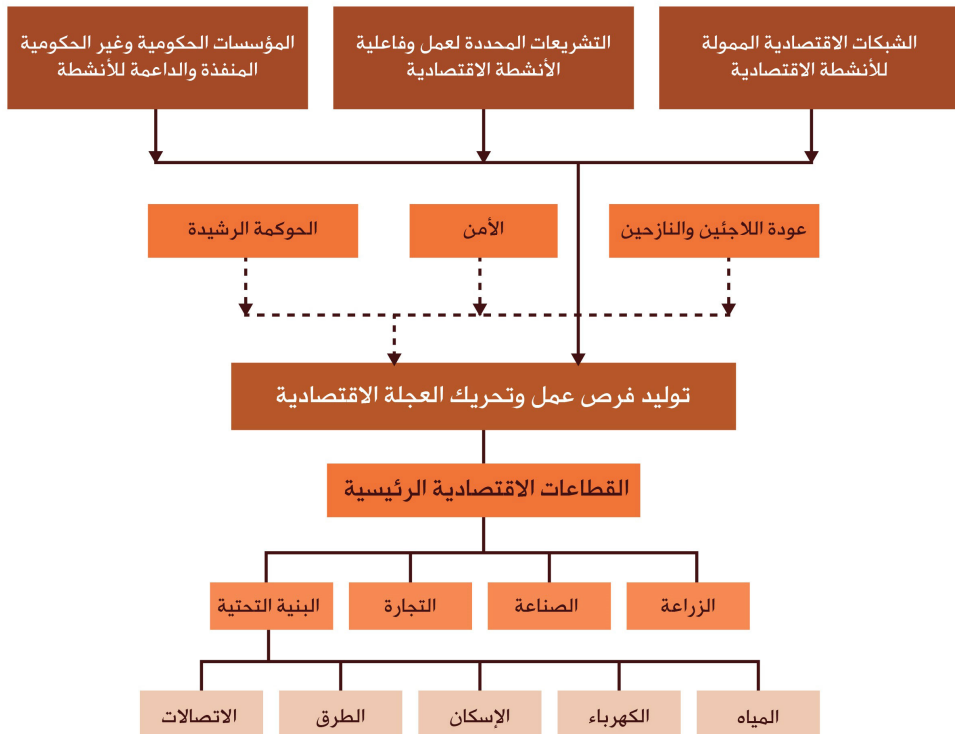 الشبكات الاقتصادية الممولة
للأنشطة الاقتصادية
التشريعات المحددة لعمل وفاعلية
الأنشطة الاقتصادية
المؤسسات الحكومية وغير الحكومية
المنفذة والداعمة للأنشطة
عودة اللاجئين والنازحين
الأمن
الحوكمة الرشيدة
توليد فرص عمل وتحريك العجلة الاقتصادية
القطاعات الاقتصادية الرئيسية
الزراعة
الصناعة
التجارة
البنية التحتية
المياه
الكهرباء
الإسكان
الطرق
الاتصالات